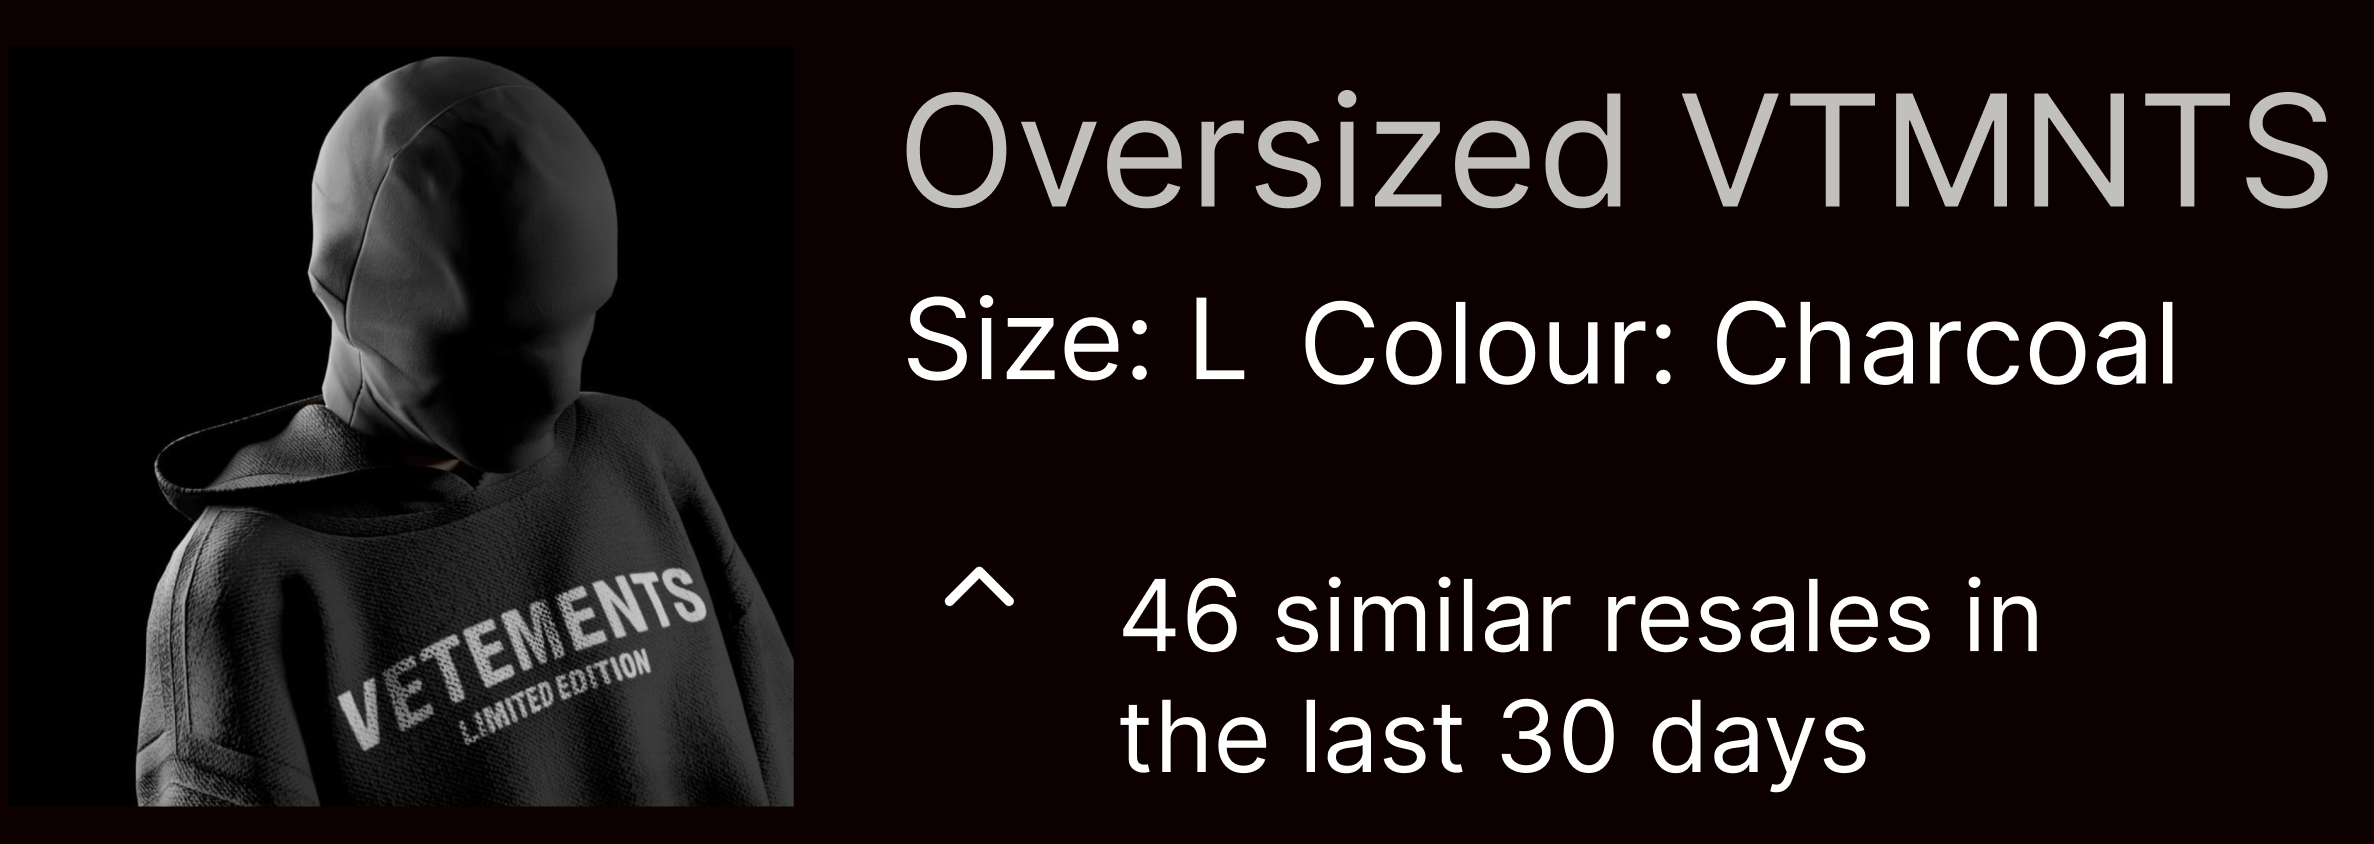 Oversized VTMNTS
Size: L Colour: Charcoal
46 similar resales in
the last 30 days
VETEMENTS
LIMITED EDITION